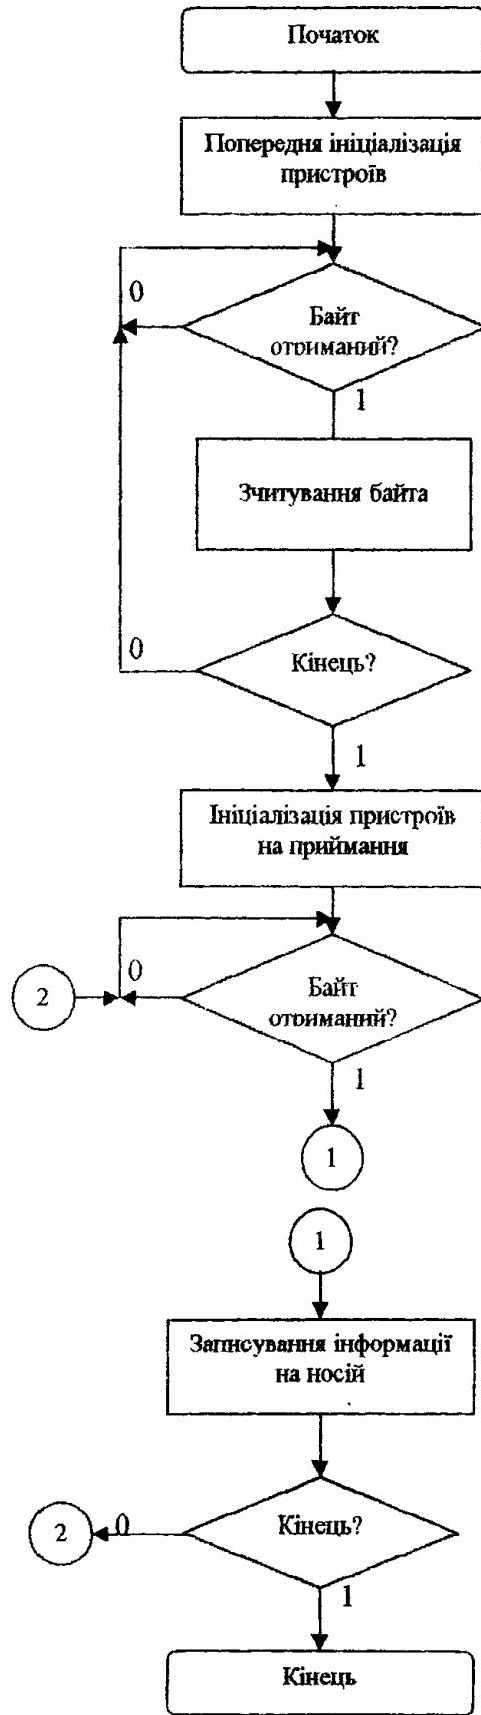 Початок
Попередня ініціалізація
пристроїв
0
Байт
отриманий?
1
Зчитування байта
0
Кінець?
1
Ініціалізація пристроїв
на приймання
0
2
Байт
отриманий?
1
1
1
Записування інформації
на носій
2
0
Кінець?
1
Кінець